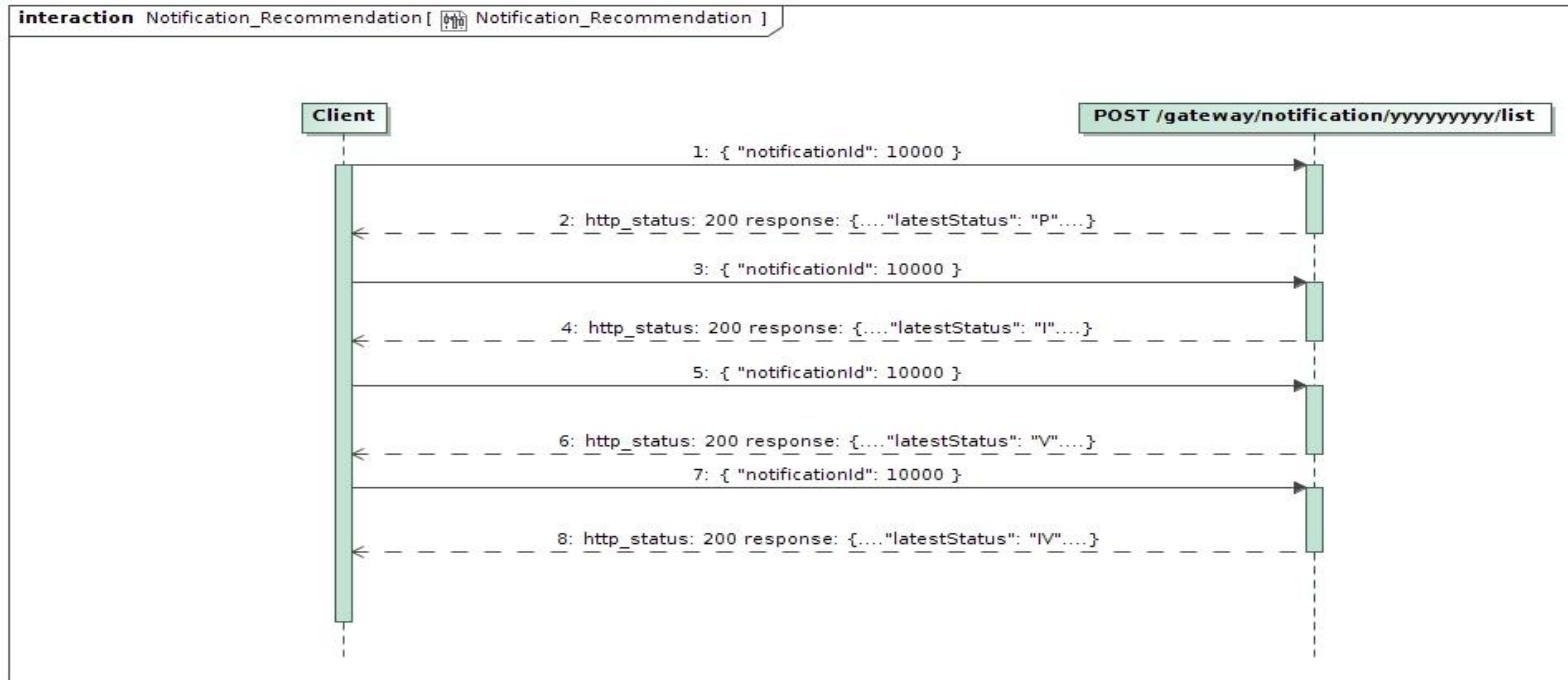 interaction Notification_Recommendation [ Notification_Recommendation ]
Client
POST /gateway/notification/yyyyyyyyy/list
1: { "notificationId": 10000 }
2: http_status: 200 response: {...."latestStatus": "P"....}
3: { "notificationId": 10000 }
4: http_status: 200 response: {...."latestStatus": "I"....}
5: { "notificationId": 10000 }
6: http_status: 200 response: {...."latestStatus": "V"....}
7: { "notificationId": 10000 }
8: http_status: 200 response: {...."latestStatus": "IV"....}